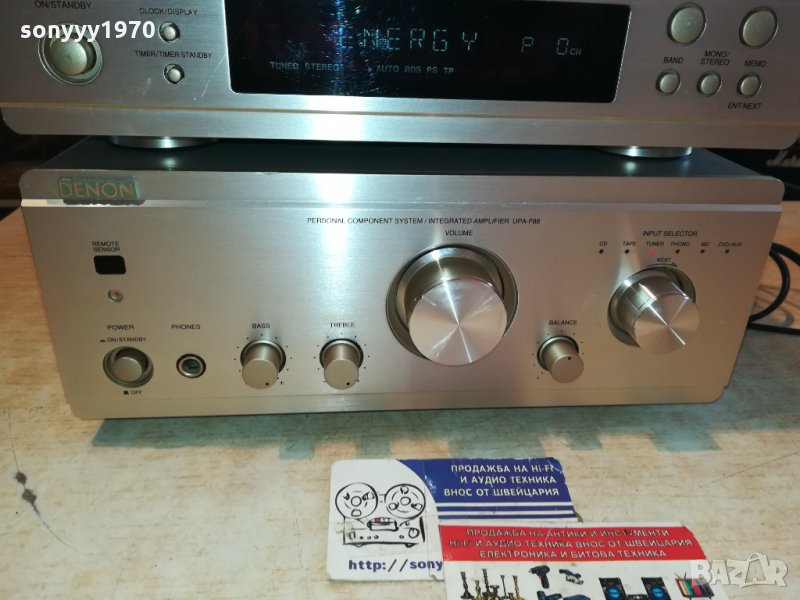 sonyyy1970
ON/STANDBY
CLOCK/DISPLAY
TIMER/TIMER STANDBY
ENERGY P 0CH
TUNED STEREO AUTO RDS PS TP
BAND
MONO/
STEREO
MEMO
ENT/NEXT
DENON
PERSONAL COMPONENT SYSTEM / INTEGRATED AMPLIFIER UPA-F88
REMOTE
SENSOR
VOLUME
INPUT SELECTOR
CD TAPE TUNER PHONO MD DVD/AUX
NEXT
POWER
ON/STANDBY
OFF
PHONES
BASS
TREBLE
BALANCE
- +
ПРОДАЖБА НА HI-FI
И АУДИО ТЕХНИКА
ВНОС ОТ ШВЕЙЦАРИЯ
http://sony
ПРОДАЖБА НА АНТИКИ И ИНСТРУМЕНТИ
HI-FI И АУДИО ТЕХНИКА ВНОС ОТ ШВЕЙЦАРИЯ
ЕЛЕКТРОНИКА И БИТОВА ТЕХНИКА
BAZAR